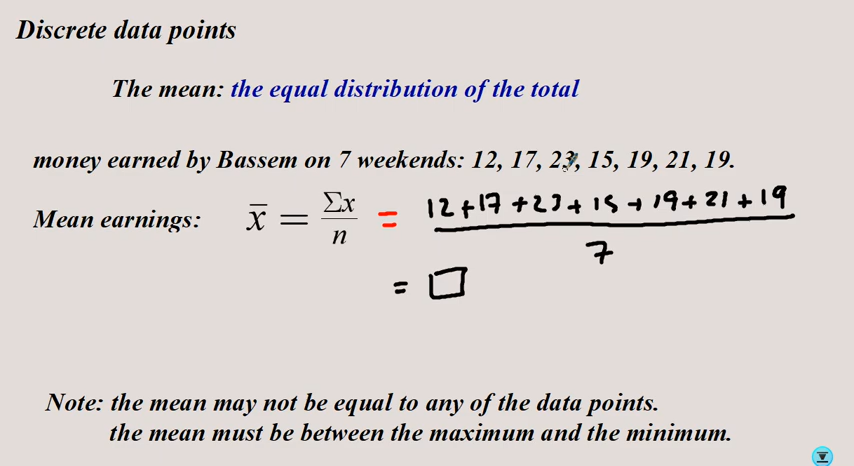 Discrete data points
The mean: the equal distribution of the total
money earned by Bassem on 7 weekends: 12, 17, 23, 15, 19, 21, 19.
Mean earnings: x̄ = Σx/n = (12+17+23+15+19+21+19)/7
= □
Note: the mean may not be equal to any of the data points.
the mean must be between the maximum and the minimum.